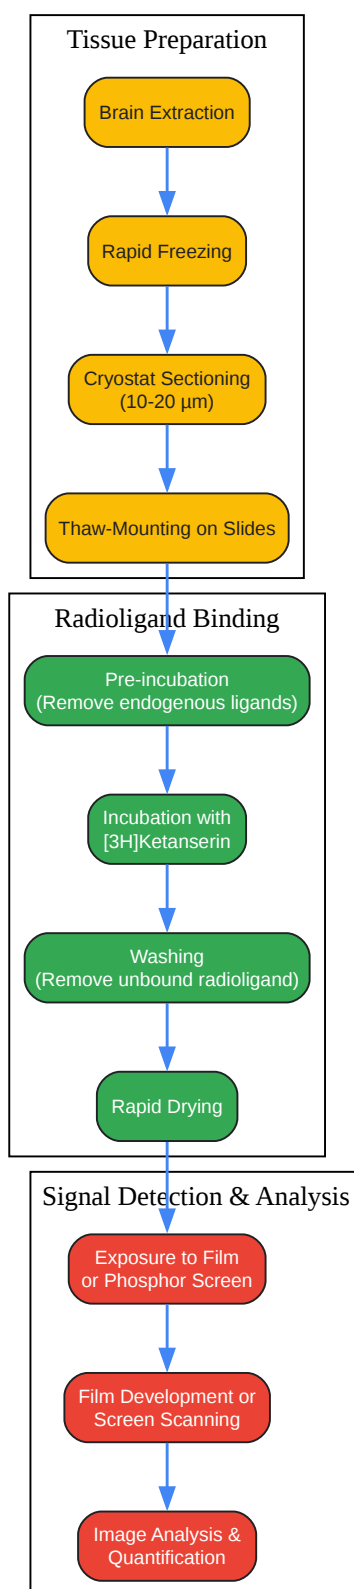 Tissue Preparation
Brain Extraction
Rapid Freezing
Cryostat Sectioning
(10-20 µm)
Thaw-Mounting on Slides
Radioligand Binding
Pre-incubation
(Remove endogenous ligands)
Incubation with
[3H]Ketanserin
Washing
(Remove unbound radioligand)
Rapid Drying
Signal Detection & Analysis
Exposure to Film
or Phosphor Screen
Film Development or
Screen Scanning
Image Analysis &
Quantification